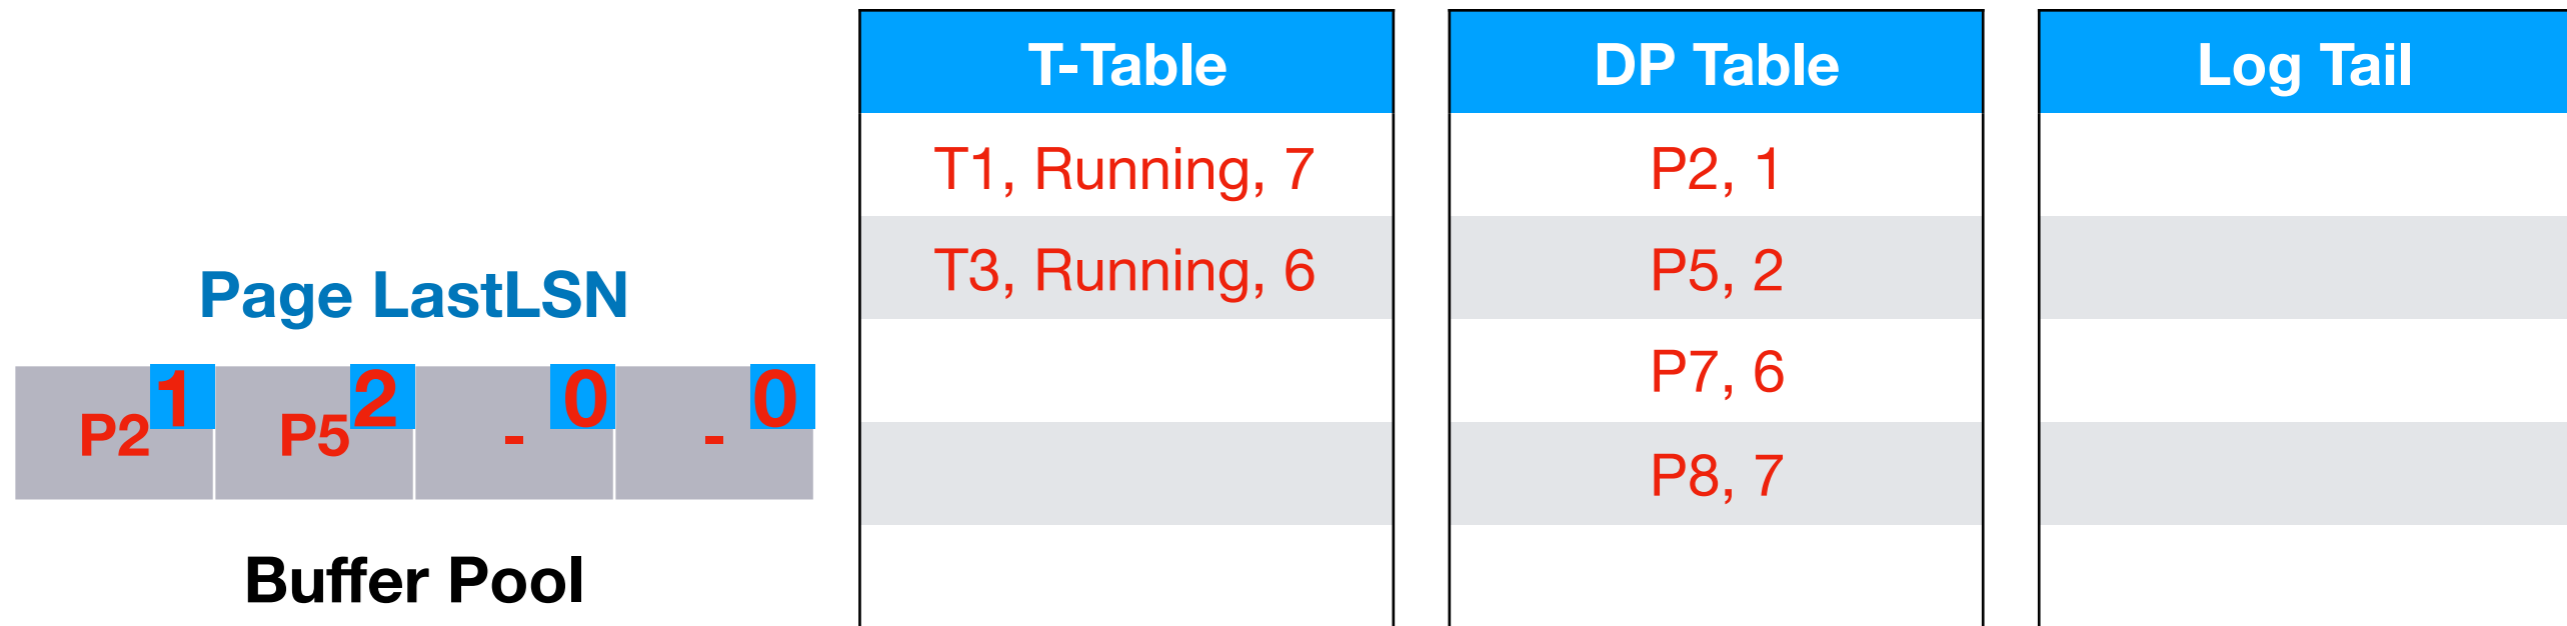 T-Table
T1, Running, 7
T3, Running, 6
DP Table
P2, 1
P5, 2
P7, 6
P8, 7
Log Tail
Page LastLSN
P2 1 P5 2 - 0 - 0
Buffer Pool